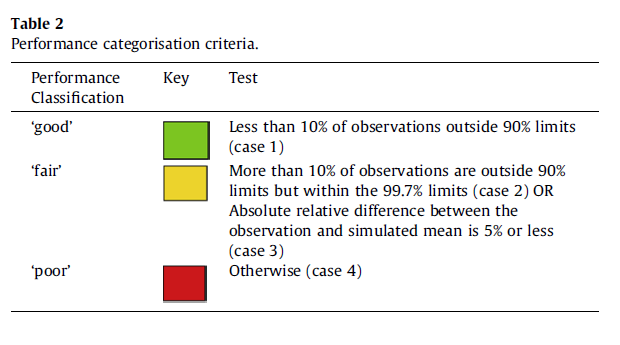 Table 2
Performance categorisation criteria.
Performance Key Test
Classification
‘good’ Less than 10% of observations outside 90% limits
(case 1)
‘fair’ More than 10% of observations are outside 90%
limits but within the 99.7% limits (case 2) OR
Absolute relative difference between the
observation and simulated mean is 5% or less
(case 3)
‘poor’ Otherwise (case 4)